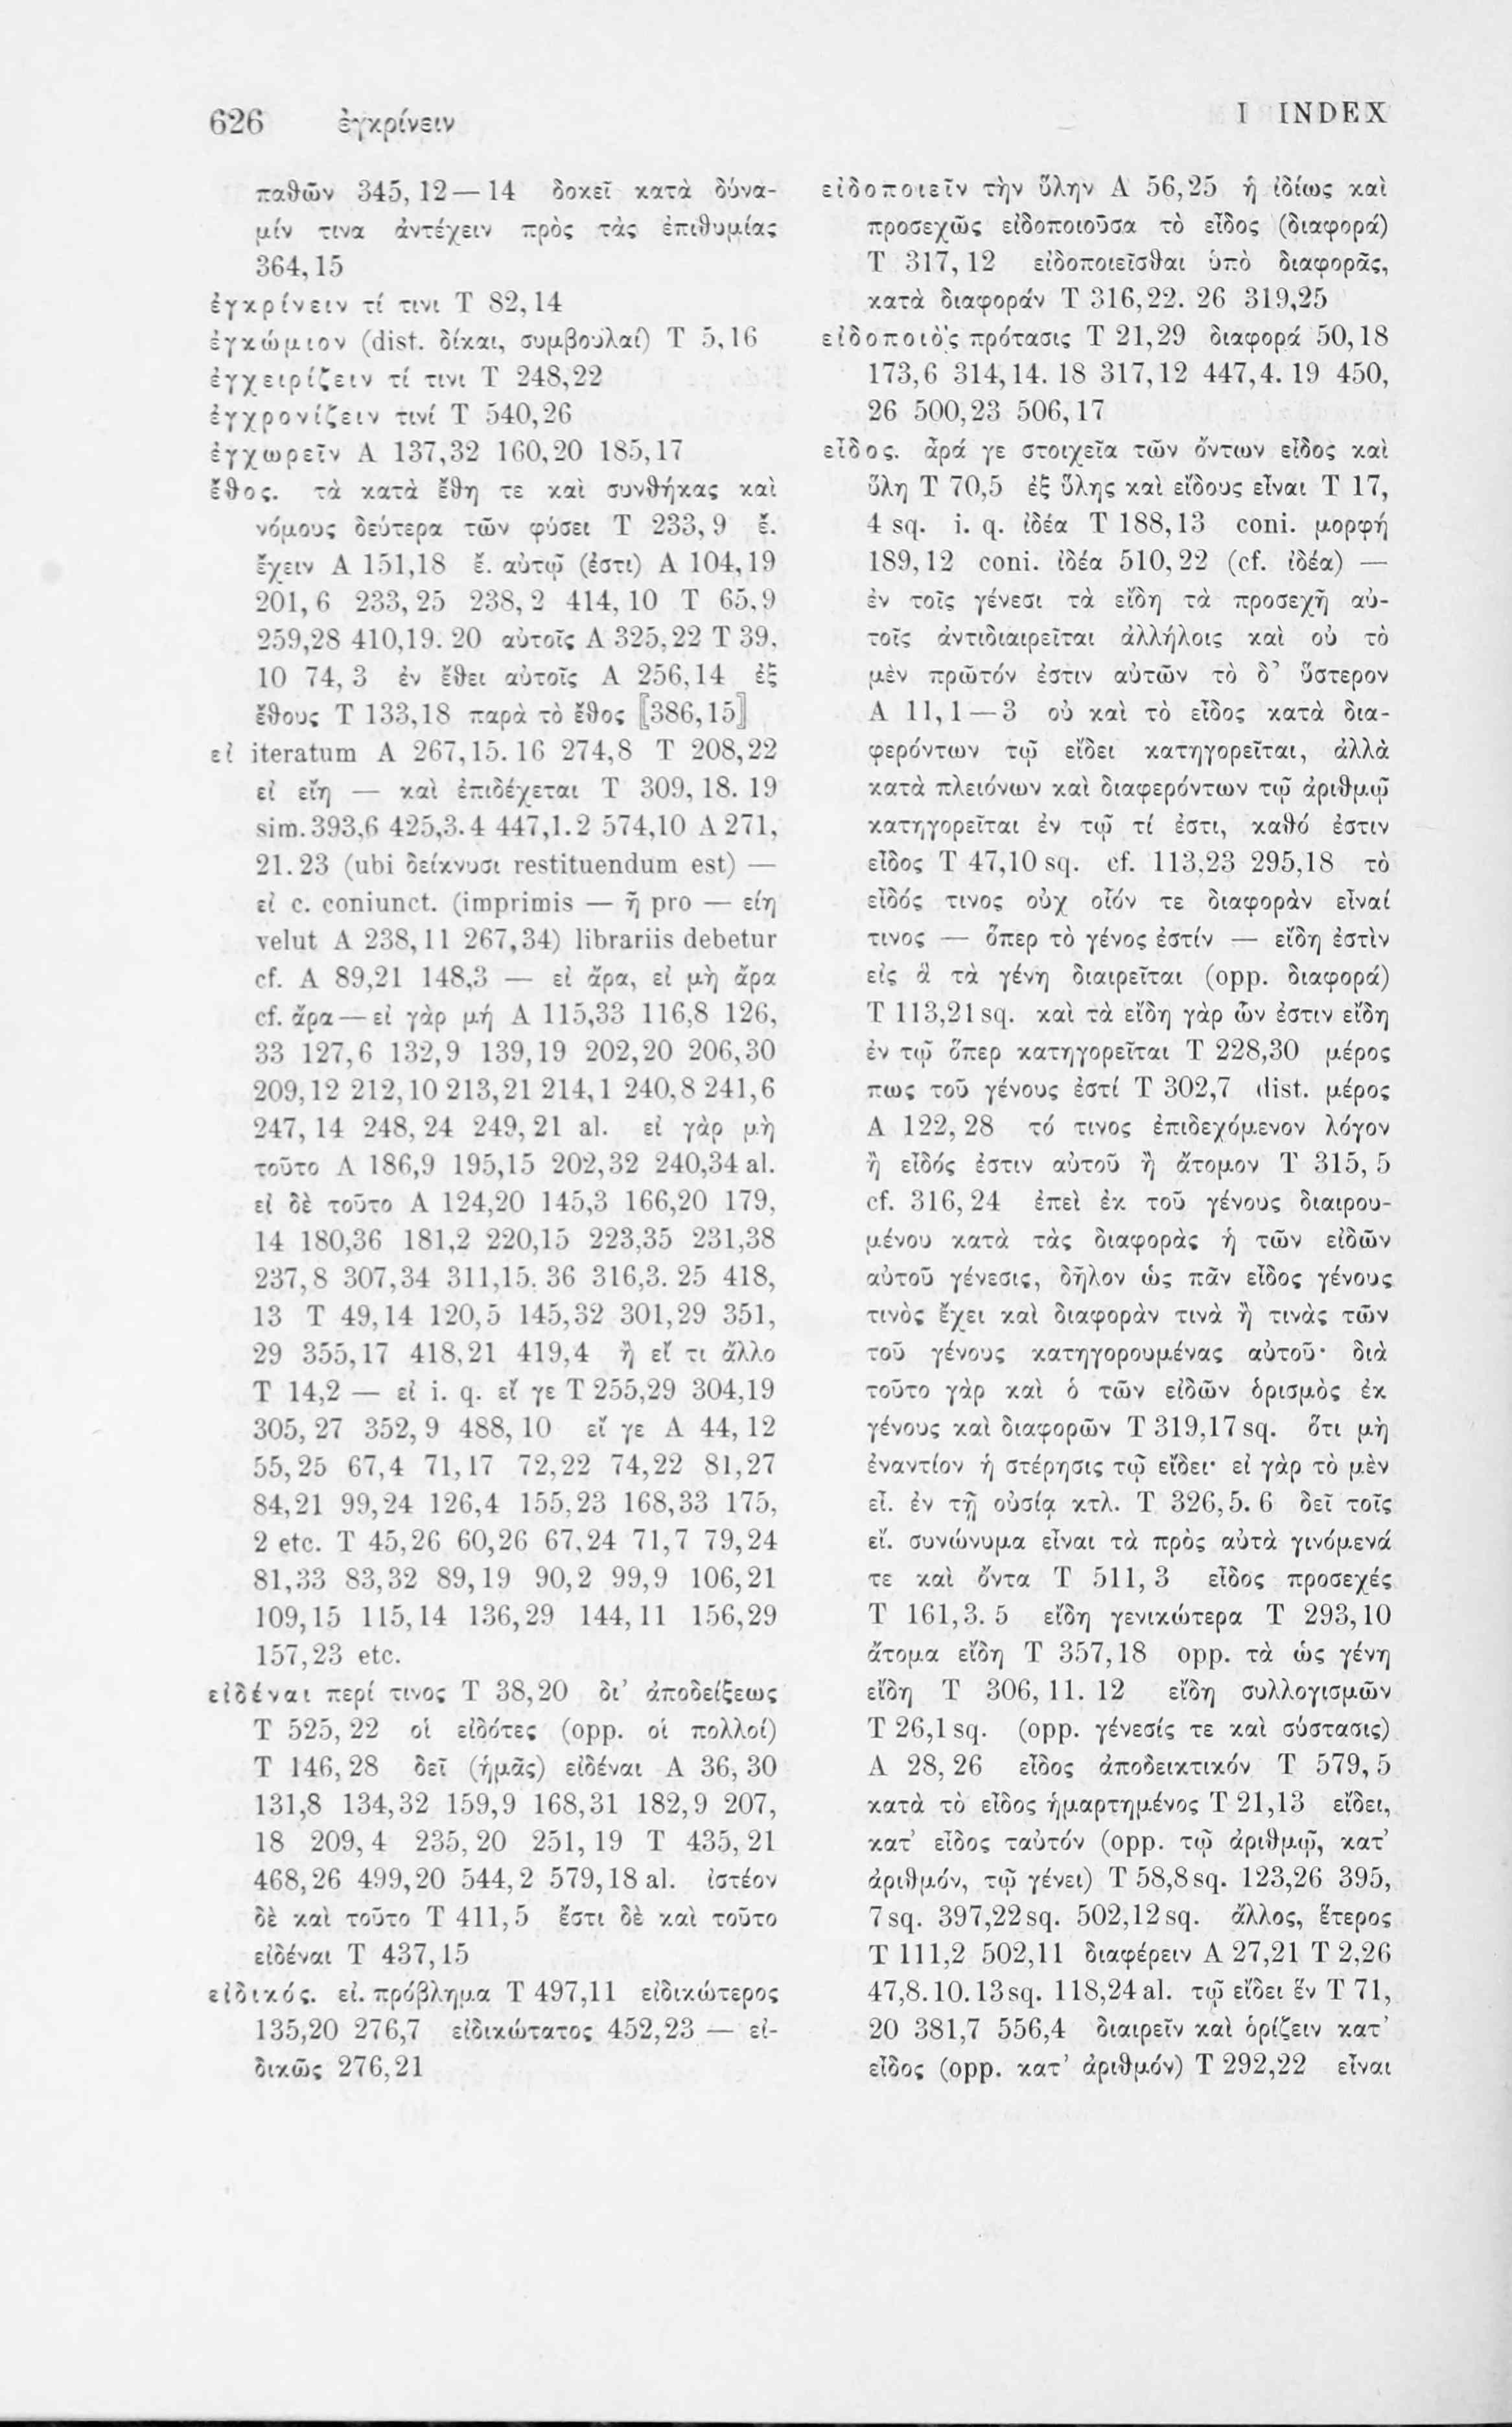 626 ἐγκρίνειν
I INDEX
παθῶν 345, 12 — 14 δοκεῖ κατὰ δύνα-
μίν τινα ἀντέχειν πρὸς τὰς ἐπιθυμίας
364, 15
ἐγκρίνειν τί τινι T 82,14
ἐγκώμιον (dist. δίκαι, συμβουλαί) T 5,16
ἐγχειρίζειν τί τινι T 248,22
ἐγχρονίζειν τινί T 540,26
ἐγχωρεῖν A 137,32 160,20 185,17
ἔθος. τὰ κατὰ ἔθη τε καὶ συνθήκας καὶ
νόμους δεύτερα τῶν φύσει T 233, 9 ἔ.
ἔχειν A 151,18 ἔ. αὐτῷ (ἐστι) A 104,19
201, 6 233, 25 238, 2 414, 10 T 65,9
259,28 410,19. 20 αὐτοῖς A 325,22 T 39,
10 74, 3 ἐν ἔθει αὐτοῖς A 256,14 ἐξ
ἔθους T 133,18 παρὰ τὸ ἔθος ⟦386,15⟧
εἰ iteratum A 267,15. 16 274,8 T 208,22
εἰ εἴη — καὶ ἐπιδέχεται T 309, 18. 19
sim. 393,6 425,3. 4 447,1. 2 574,10 A 271,
21. 23 (ubi δείκνυσι restituendum est) —
εἰ c. coniunct. (imprimis — ᾖ pro — είη
velut A 238, 11 267,34) librariis debetur
cf. A 89,21 148,3 — εἰ ἄρα, εἰ μὴ ἄρα
cf. ἄρα — εἰ γὰρ μή A 115,33 116,8 126,
33 127,6 132,9 139,19 202,20 206,30
209,12 212,10 213,21 214,1 240,8 241,6
247, 14 248, 24 249, 21 al. εἰ γὰρ μὴ
τοῦτο A 186,9 195,15 202,32 240,34 al.
εἰ δὲ τοῦτο A 124,20 145,3 166,20 179,
14 180,36 181,2 220,15 223,35 231,38
237, 8 307,34 311,15. 36 316,3. 25 418,
13 T 49,14 120,5 145,32 301,29 351,
29 355,17 418,21 419,4 ἢ εἴ τι ἄλλο
T 14,2 — εἰ i. q. εἴ γε T 255,29 304,19
305, 27 352, 9 488, 10 εἴ γε A 44, 12
55, 25 67,4 71,17 72,22 74,22 81,27
84,21 99,24 126,4 155,23 168,33 175,
2 etc. T 45,26 60,26 67,24 71,7 79,24
81,33 83,32 89,19 90,2 99,9 106,21
109,15 115,14 136,29 144,11 156,29
157,23 etc.
εἰδέναι περί τινος T 38,20 δι’ ἀποδείξεως
T 525, 22 οἱ εἰδότες (opp. οἱ πολλοί)
T 146, 28 δεῖ (ἡμᾶς) εἰδέναι A 36, 30
131,8 134,32 159,9 168,31 182,9 207,
18 209, 4 235, 20 251, 19 T 435, 21
468,26 499,20 544,2 579,18 al. ἰστέον
δὲ καὶ τοῦτο T 411, 5 ἔστι δὲ καὶ τοῦτο
εἰδέναι T 437,15
εἰδικός. εἰ. πρόβλημα T 497,11 εἰδικώτερος
135,20 276,7 εἰδικώτατος 452,23 — εἰ-
δικῶς 276,21
εἰδοποιεῖν τὴν ὕλην A 56,25 ἡ ἰδίως καὶ
προσεχῶς εἰδοποιοῦσα τὸ εἶδος (διαφορά)
T 317, 12 εἰδοποιεῖσθαι ὑπὸ διαφορᾶς,
κατὰ διαφοράν T 316,22. 26 319,25
εἰδοποιός πρότασις T 21,29 διαφορά 50,18
173,6 314,14. 18 317,12 447,4. 19 450,
26 500,23 506,17
εἶδος. ἆρά γε στοιχεῖα τῶν ὄντων εἶδος καὶ
ὕλη T 70,5 ἐξ ὕλης καὶ εἴδους εἶναι T 17,
4 sq. i. q. ἰδέα T 188,13 coni. μορφή
189,12 coni. ἰδέα 510,22 (cf. ἰδέα) —
ἐν τοῖς γένεσι τὰ εἴδη τὰ προσεχῆ αὐ-
τοῖς ἀντιδιαιρεῖται ἀλλήλοις καὶ οὐ τὸ
μὲν πρῶτόν ἐστιν αὐτῶν τὸ δ’ ὕστερον
A 11, 1 — 3 οὐ καὶ τὸ εἶδος κατὰ δια-
φερόντων τῷ εἴδει κατηγορεῖται, ἀλλὰ
κατὰ πλειόνων καὶ διαφερόντων τῷ ἀριθμῷ
κατηγορεῖται ἐν τῷ τί ἐστι, καθό ἐστιν
εἶδος T 47,10 sq. cf. 113,23 295,18 τὸ
εἶδός τινος οὐχ οἷόν τε διαφορὰν εἶναί
τινος — ὅπερ τὸ γένος ἐστίν — εἴδη ἐστὶν
εἰς ἃ τὰ γένη διαιρεῖται (opp. διαφορά)
T 113,21 sq. καὶ τὰ εἴδη γὰρ ὧν ἐστιν εἴδη
ἐν τῷ ὅπερ κατηγορεῖται T 228,30 μέρος
πως τοῦ γένους ἐστί T 302,7 dist. μέρος
A 122, 28 τό τινος ἐπιδεχόμενον λόγον
ἢ εἶδός ἐστιν αὐτοῦ ἢ ἄτομον T 315, 5
cf. 316, 24 ἐπεὶ ἐκ τοῦ γένους διαιρου-
μένου κατὰ τὰς διαφορὰς ἡ τῶν εἰδῶν
αὐτοῦ γένεσις, δῆλον ὡς πᾶν εἶδος γένους
τινὸς ἔχει καὶ διαφορὰν τινὰ ἢ τινὰς τῶν
τοῦ γένους κατηγορουμένας αὐτοῦ· διὰ
τοῦτο γὰρ καὶ ὁ τῶν εἰδῶν ὁρισμὸς ἐκ
γένους καὶ διαφορῶν T 319,17 sq. ὅτι μὴ
ἐναντίον ἡ στέρησις τῷ εἴδει· εἰ γὰρ τὸ μὲν
εἶ. ἐν τῇ οὐσίᾳ κτλ. T 326, 5. 6 δεῖ τοῖς
εἴ. συνώνυμα εἶναι τὰ πρὸς αὐτὰ γινόμενά
τε καὶ ὄντα T 511, 3 εἶδος προσεχές
T 161, 3. 5 εἴδη γενικώτερα T 293, 10
ἄτομα εἴδη T 357,18 opp. τὰ ὡς γένη
εἴδη T 306, 11. 12 εἴδη συλλογισμῶν
T 26,1 sq. (opp. γένεσίς τε καὶ σύστασις)
A 28, 26 εἶδος ἀποδεικτικόν T 579, 5
κατὰ τὸ εἶδος ἡμαρτημένος T 21,13 εἴδει,
κατ’ εἶδος ταὐτόν (opp. τῷ ἀριθμῷ, κατ’
ἀριθμόν, τῷ γένει) T 58,8 sq. 123,26 395,
7 sq. 397,22 sq. 502,12 sq. ἄλλος, ἕτερος
T 111,2 502,11 διαφέρειν A 27,21 T 2,26
47,8. 10. 13 sq. 118,24 al. τῷ εἴδει ἕν T 71,
20 381,7 556,4 διαιρεῖν καὶ ὁρίζειν κατ’
εἶδος (opp. κατ’ ἀριθμόν) T 292,22 εἶναι